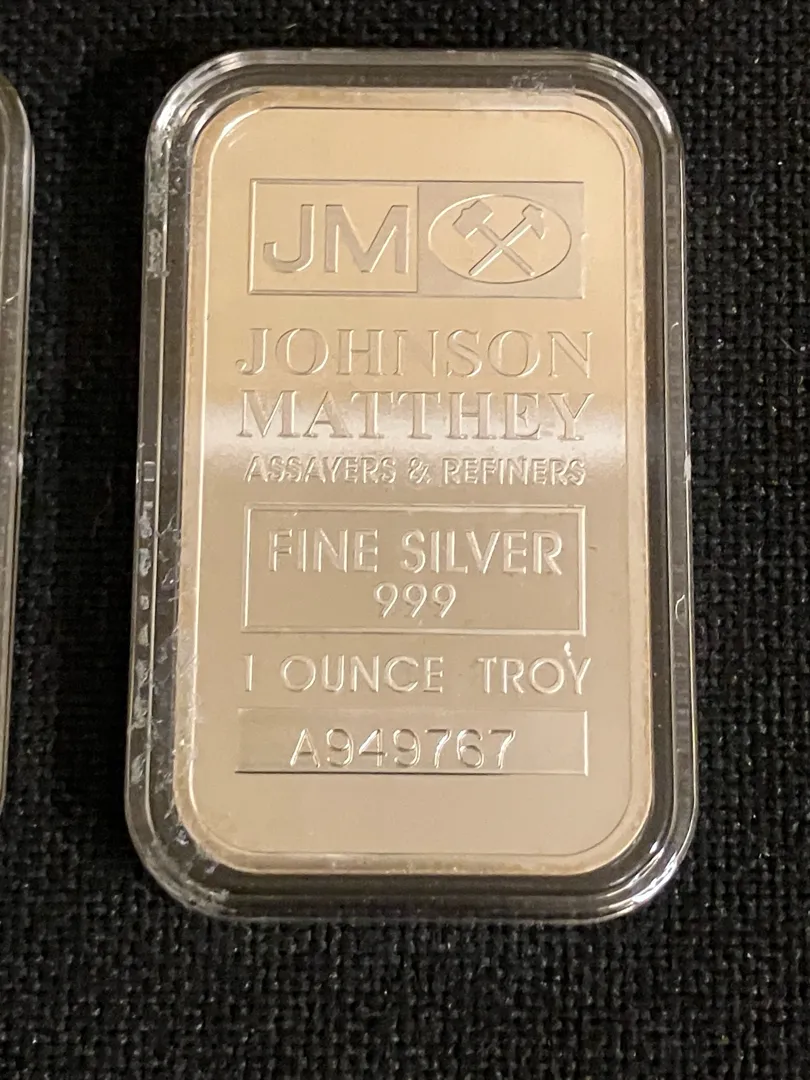 JM
JOHNSON
MATTHEY
ASSAYERS & REFINERS
FINE SILVER
999
1 OUNCE TROY
A949767